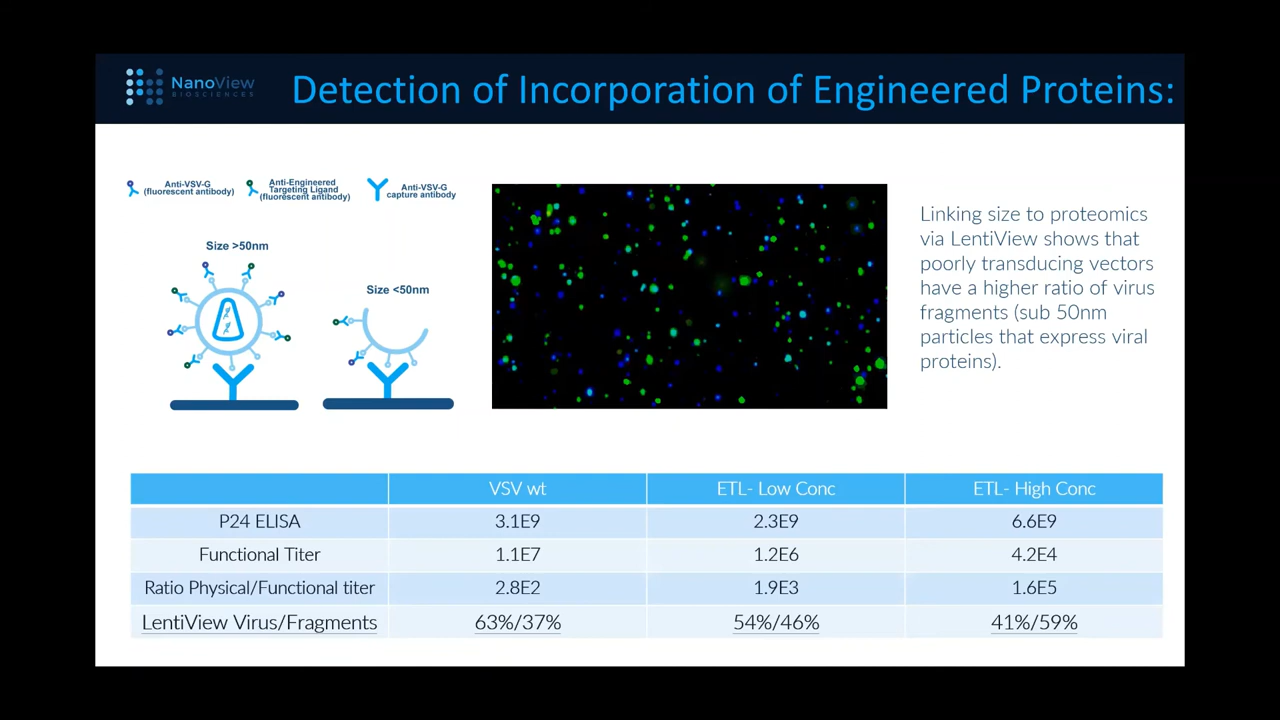 NanoView
BIOSCIENCES
Detection of Incorporation of Engineered Proteins:
Anti-VSV-G
(fluorescent antibody)
Anti-Engineered
Targeting Ligand
(fluorescent antibody)
Anti-VSV-G
capture antibody
Size >50nm
Size <50nm
Linking size to proteomics
via LentiView shows that
poorly transducing vectors
have a higher ratio of virus
fragments (sub 50nm
particles that express viral
proteins).
VSV wt ETL- Low Conc ETL- High Conc
P24 ELISA 3.1E9 2.3E9 6.6E9
Functional Titer 1.1E7 1.2E6 4.2E4
Ratio Physical/Functional titer 2.8E2 1.9E3 1.6E5
LentiView Virus/Fragments 63%/37% 54%/46% 41%/59%